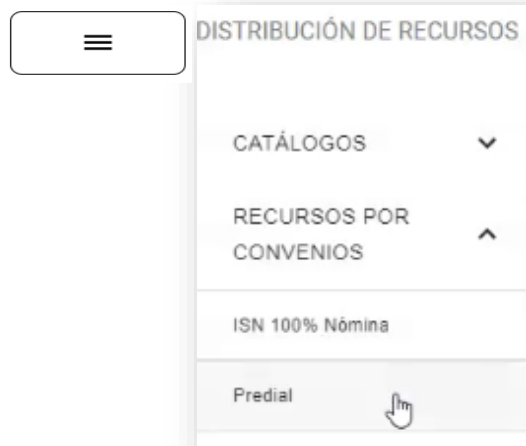 DISTRIBUCIÓN DE RECURSOS
CATÁLOGOS
RECURSOS POR
CONVENIOS
ISN 100% Nómina
Predial